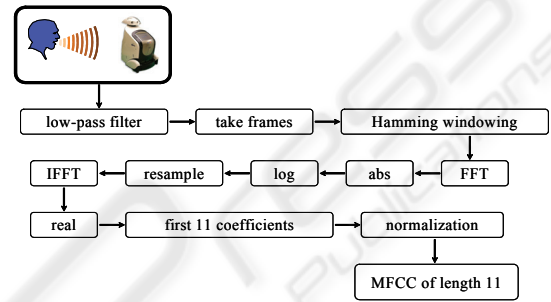 low-pass filter
take frames
Hamming windowing
FFT
abs
log
resample
IFFT
real
first 11 coefficients
normalization
MFCC of length 11